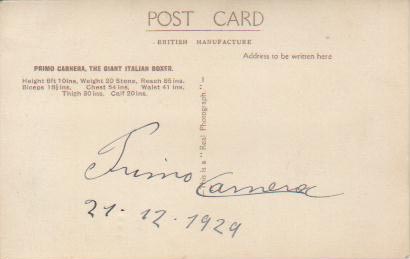 POST CARD
BRITISH MANUFACTURE
Address to be written here
PRIMO CARNERA, THE GIANT ITALIAN BOXER.
Height 6ft 10ins, Weight 20 Stone, Reach 85 ins.
Biceps 18½ins, Chest 54 ins, Waist 41 ins,
Thigh 30 ins. Calf 20 ins.
This is a "Real Photograph"
Primo Carnera
21-12-1929